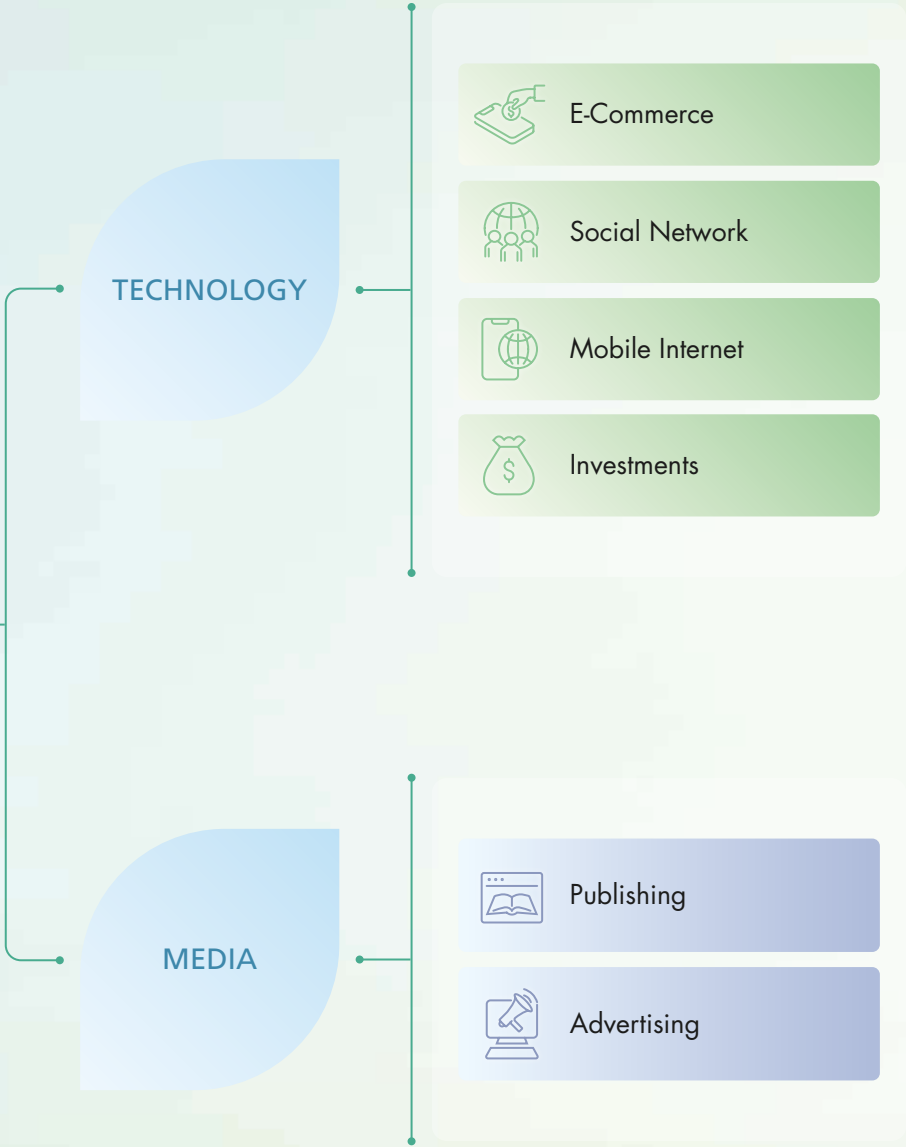 TECHNOLOGY
E-Commerce
Social Network
Mobile Internet
Investments
MEDIA
Publishing
Advertising